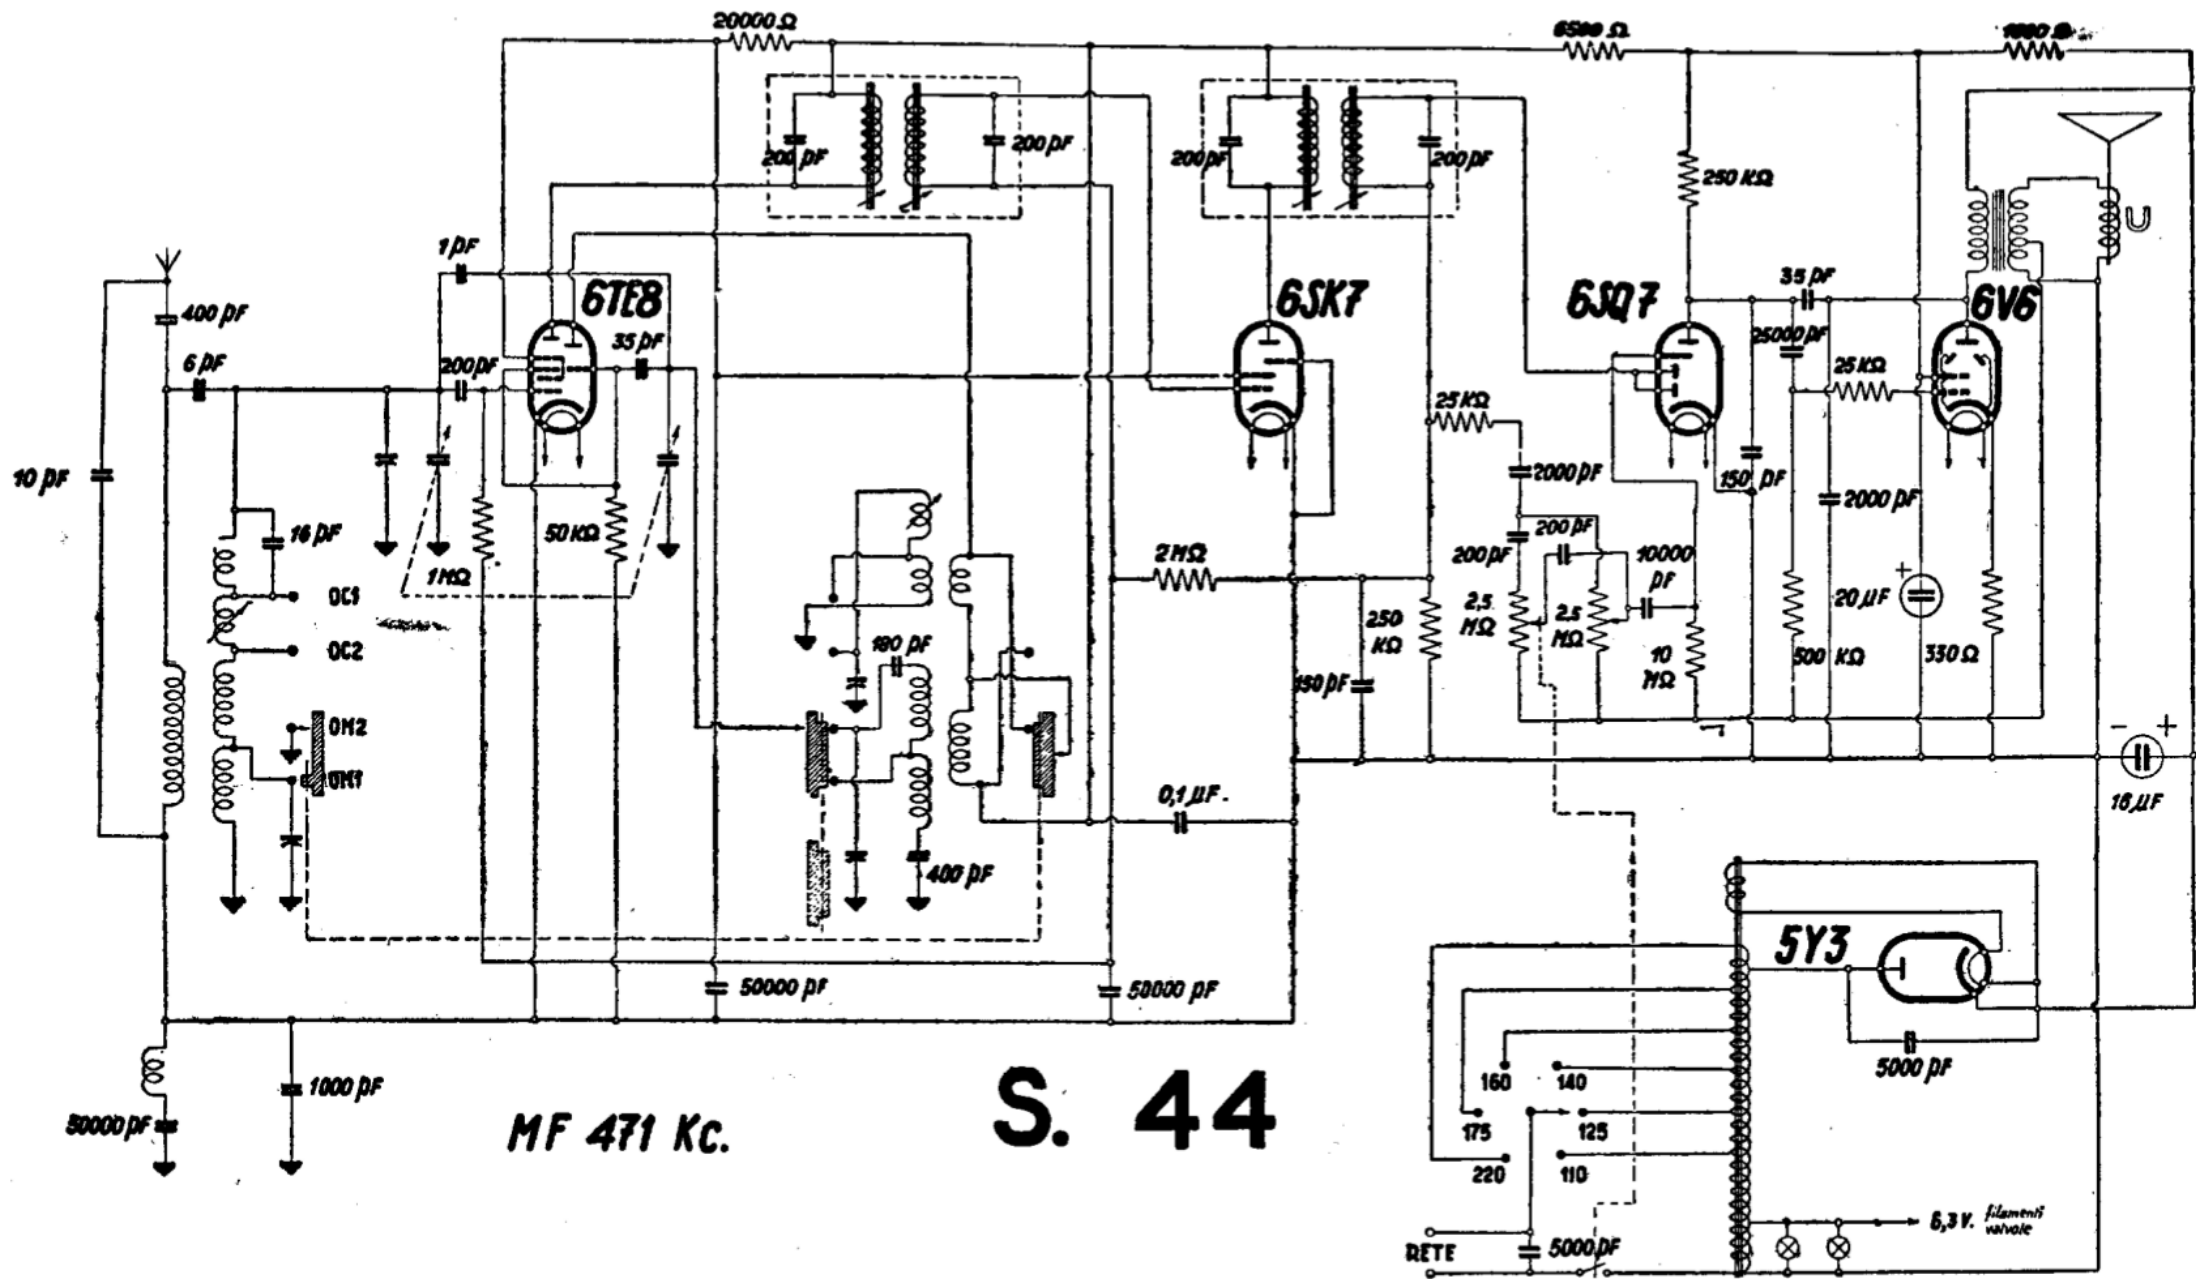 20000 Ω
6500 Ω
200 pF
200 pF
200 pF
200 pF
250 KΩ
1 pF
400 pF
6TE8
6SK7
6SQ7
35 pF
6V6
35 pF
6 pF
200 pF
25000 pF
25 KΩ
25 KΩ
10 pF
2000 pF
150 pF
2000 pF
16 pF
50 KΩ
200 pF
200 pF
10000 pF
1 MΩ
2 MΩ
OC1
2,5 MΩ
2,5 MΩ
+
20 µF
250 KΩ
OC2
180 pF
10 MΩ
500 KΩ
330 Ω
150 pF
OM2
OM1
- +
16 µF
0,1 µF.
400 pF
5Y3
50000 pF
50000 pF
5000 pF
1000 pF
160
140
175
125
220
110
50000 pF
MF 471 Kc.
S. 44
6,3 V. filamenti valvole
RETE
5000 pF